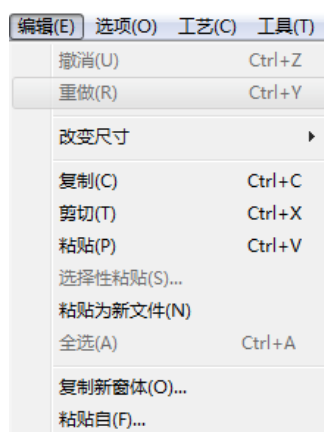 编辑(E) 选项(O) 工艺(C) 工具(T)
撤消(U) Ctrl+Z
重做(R) Ctrl+Y
改变尺寸
复制(C) Ctrl+C
剪切(T) Ctrl+X
粘贴(P) Ctrl+V
选择性粘贴(S)...
粘贴为新文件(N)
全选(A) Ctrl+A
复制新窗体(O)...
粘贴自(F)...